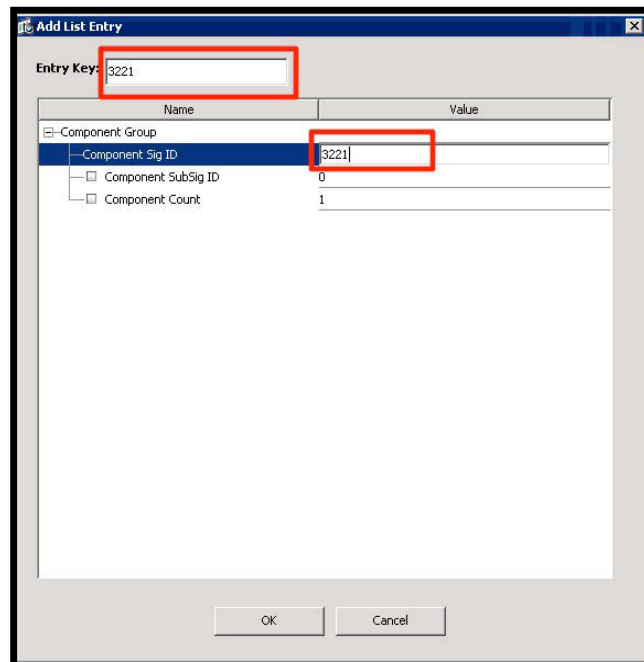 Add List Entry
Entry Key: 3221
Name Value
Component Group
Component Sig ID 3221
Component SubSig ID 0
Component Count 1
OK Cancel